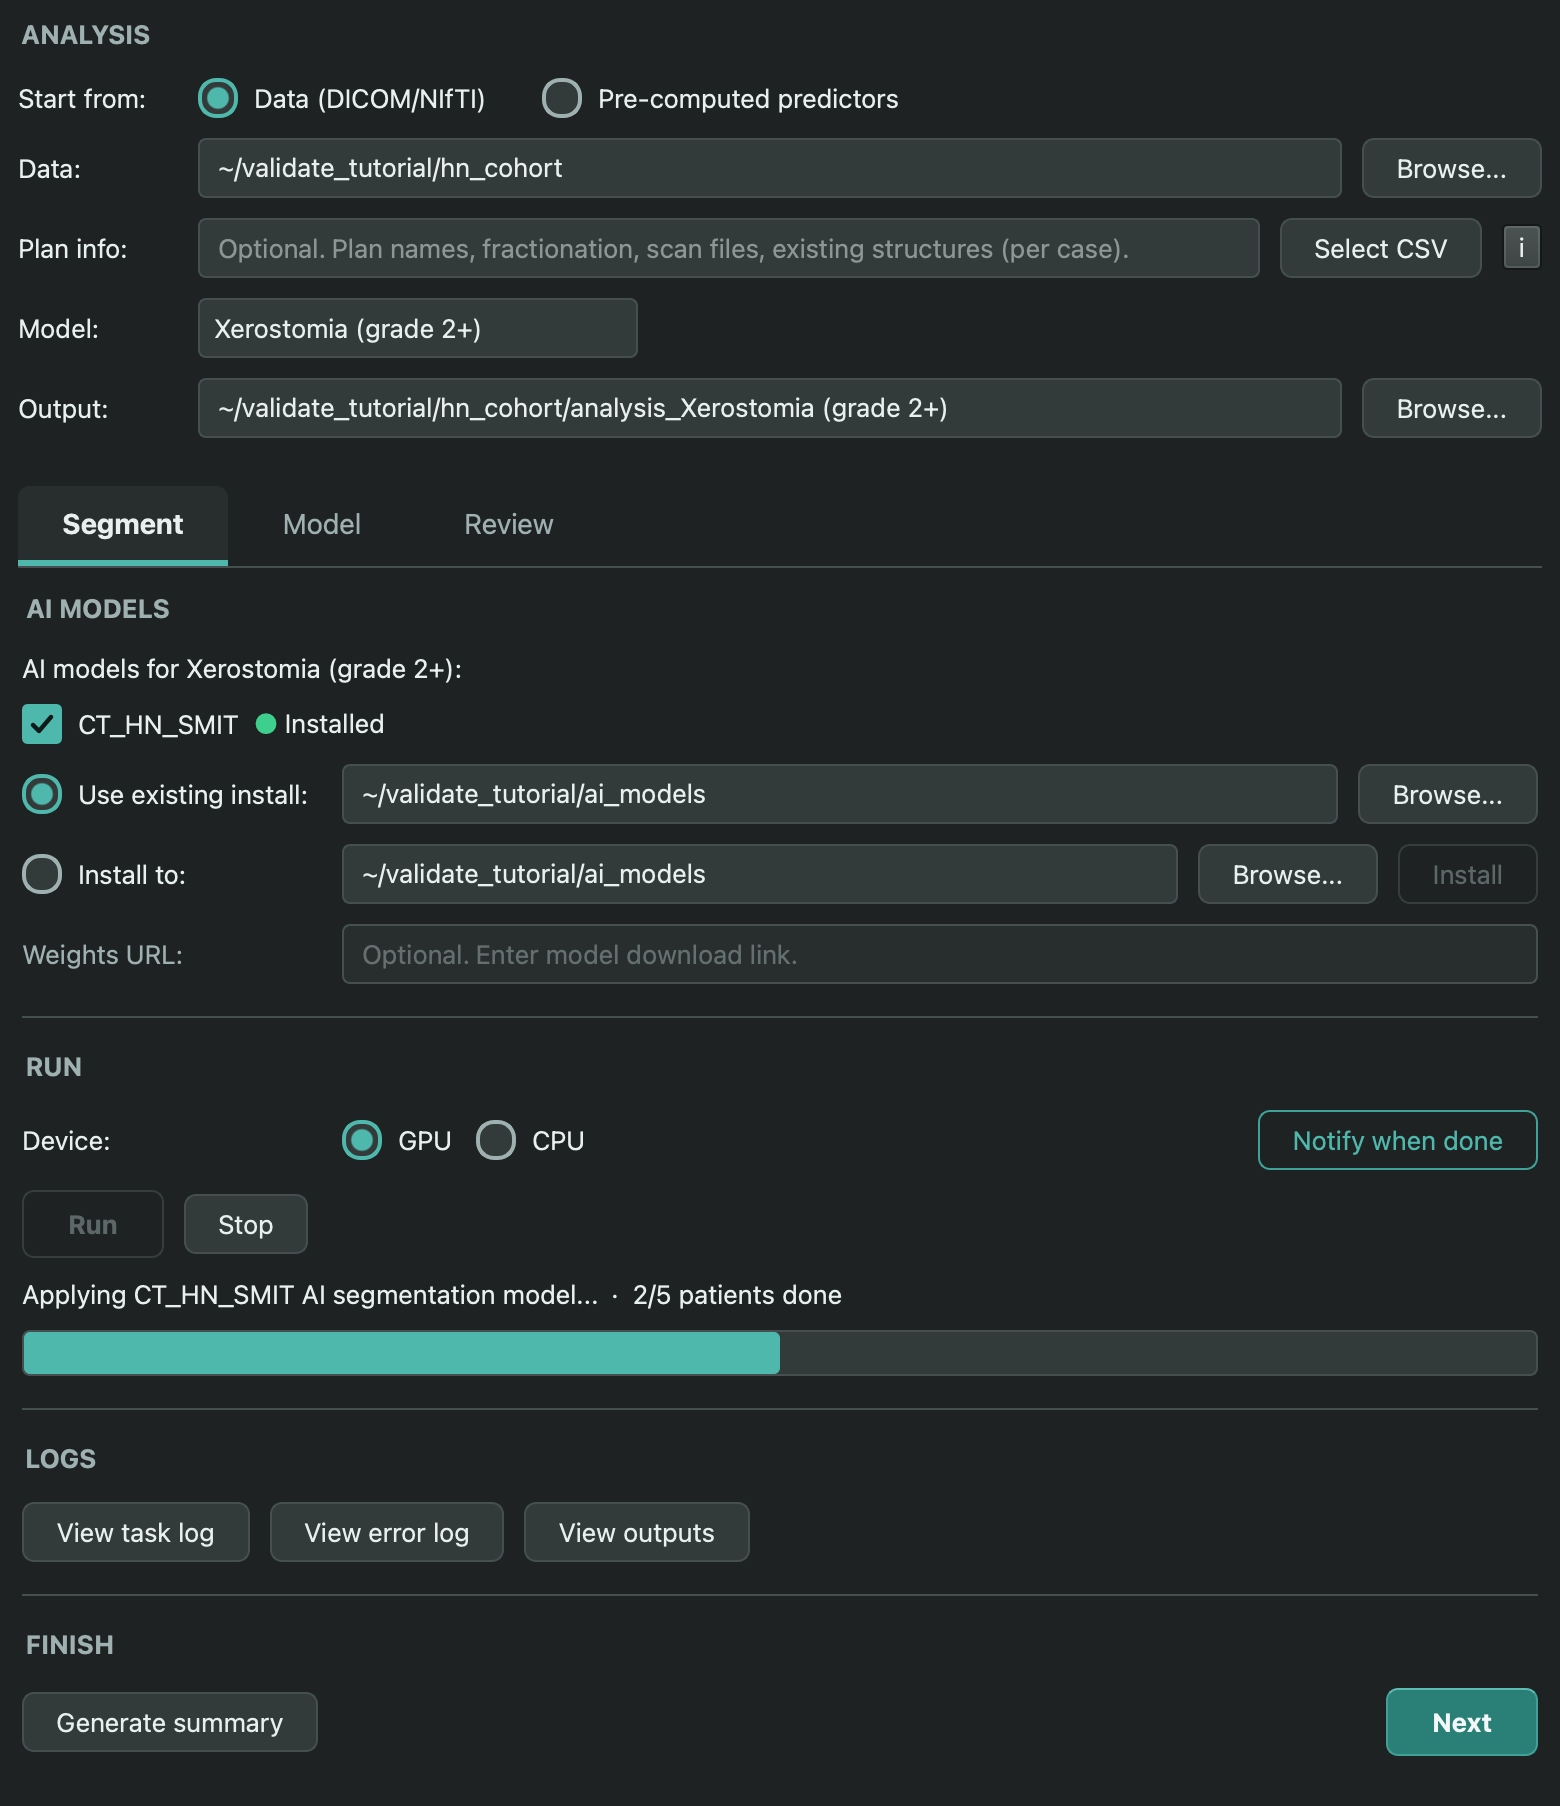 ANALYSIS
Start from: Data (DICOM/NIfTI) Pre-computed predictors
Data: ~/validate_tutorial/hn_cohort Browse...
Plan info: Optional. Plan names, fractionation, scan files, existing structures (per case). Select CSV i
Model: Xerostomia (grade 2+)
Output: ~/validate_tutorial/hn_cohort/analysis_Xerostomia (grade 2+) Browse...
Segment Model Review
AI MODELS
AI models for Xerostomia (grade 2+):
CT_HN_SMIT Installed
Use existing install: ~/validate_tutorial/ai_models Browse...
Install to: ~/validate_tutorial/ai_models Browse... Install
Weights URL: Optional. Enter model download link.
RUN
Device: GPU CPU Notify when done
Run Stop
Applying CT_HN_SMIT AI segmentation model... · 2/5 patients done
LOGS
View task log View error log View outputs
FINISH
Generate summary Next